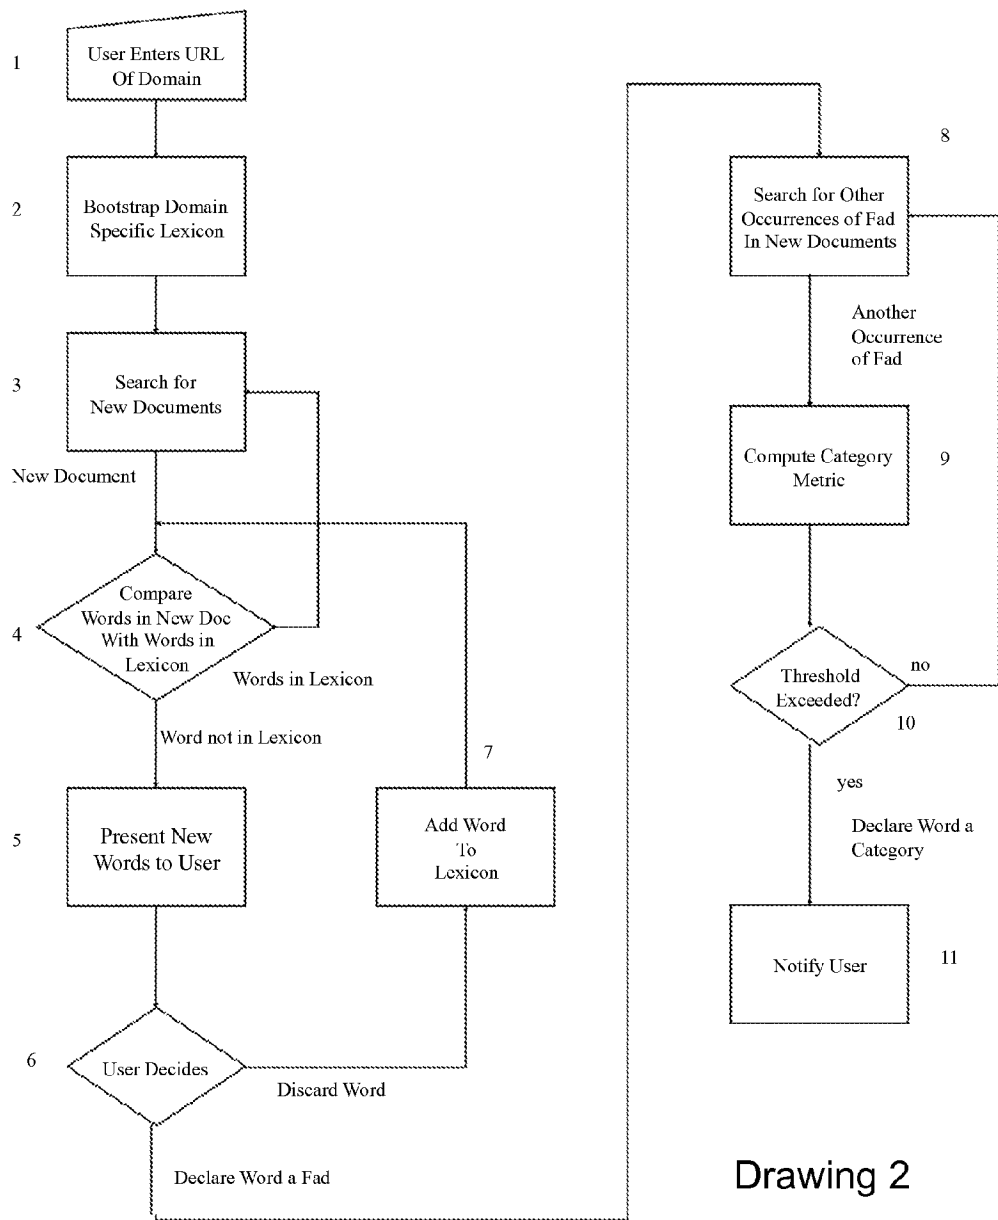 1
User Enters URL
Of Domain
2
Bootstrap Domain
Specific Lexicon
3
Search for
New Documents
New Document
4
Compare
Words in New Doc
With Words in
Lexicon
Words in Lexicon
Word not in Lexicon
5
Present New
Words to User
7
Add Word
To
Lexicon
6
User Decides
Discard Word
Declare Word a Fad
8
Search for Other
Occurrences of Fad
In New Documents
Another
Occurrence
of Fad
9
Compute Category
Metric
Threshold
Exceeded?
no
10
yes
Declare Word a
Category
11
Notify User
Drawing 2